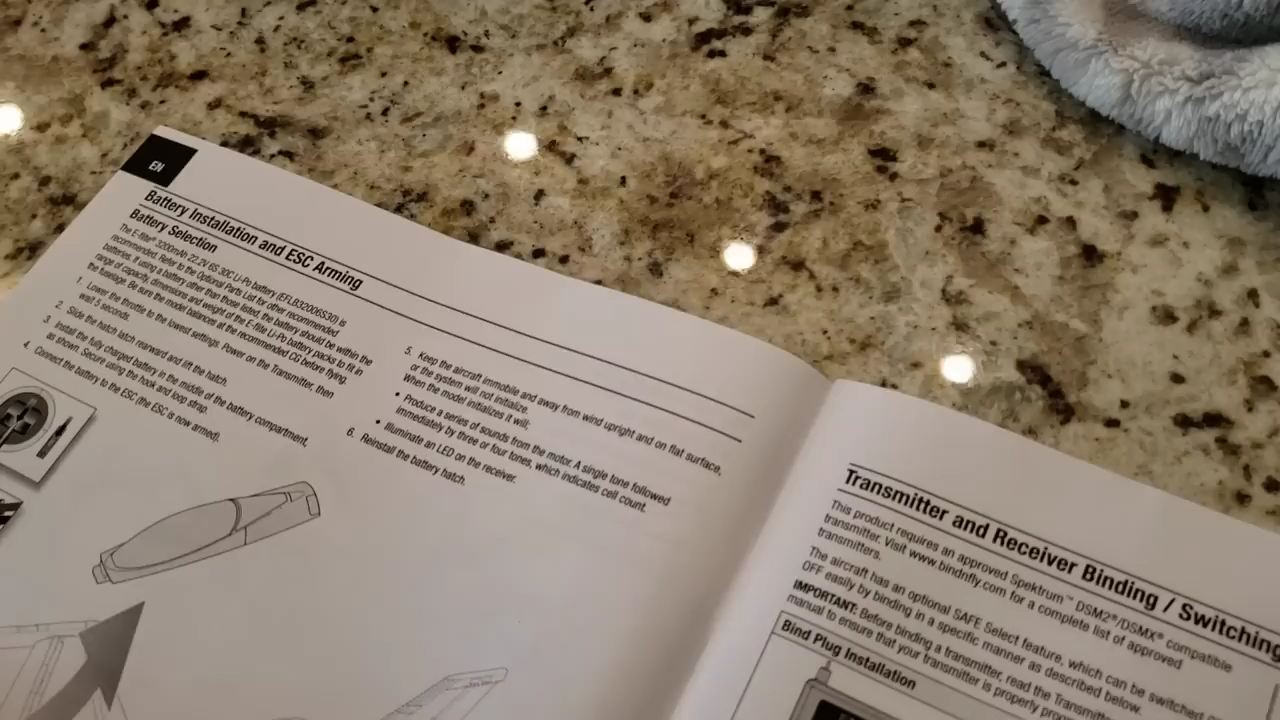 EN
Battery Installation and ESC Arming
Battery Selection
The E-flite® 3200mAh 22.2V 6S 30C Li-Po battery (EFLB32006S30) is
recommended. Refer to the Optional Parts List for other recommended
batteries. If using a battery other than those listed, the battery should be within the
range of capacity, dimensions and weight of the E-flite Li-Po battery packs to fit in
the fuselage. Be sure the model balances at the recommended CG before flying.
1. Lower the throttle to the lowest settings. Power on the Transmitter, then
wait 5 seconds.
2. Slide the hatch rearward and lift the hatch.
3. Install the fully charged battery in the middle of the battery compartment,
as shown. Secure using the hook and loop strap.
4. Connect the battery to the ESC (the ESC is now armed).
5. Keep the aircraft immobile and away from wind upright and on flat surface,
or the system will not initialize.
When the model initializes it will:
• Produce a series of sounds from the motor. A single tone followed
immediately by three or four tones, which indicates cell count.
• Illuminate an LED on the receiver.
6. Reinstall the battery hatch.
Transmitter and Receiver Binding / Switching
This product requires an approved Spektrum™ DSM2®/DSMX® compatible
transmitter. Visit www.bindnfly.com for a complete list of approved
transmitters.
The aircraft has an optional SAFE Select feature, which can be switched
OFF easily by binding in a specific manner as described below.
IMPORTANT: Before binding a transmitter, read the
manual to ensure that your transmitter is properly
Bind Plug Installation